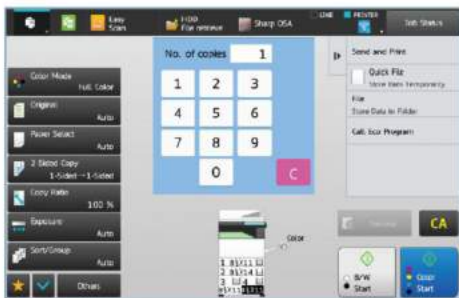 Easy
Scan
HDD
File retrieve
Sharp OSA
LINE
PRINTER
Job Status
No. of copies 1
1 2 3
4 5 6
7 8 9
0 C
Color Mode
Full Color
Original
Auto
Paper Select
Auto
2-Sided Copy
1-Sided→1-Sided
Copy Ratio
100 %
Exposure
Auto
Sort/Group
Auto
Others
Send and Print
Quick File
Store Data Temporarily
File
Store Data in Folder
Call Eco Program
CA
Color
B/W
Start
Color
Start